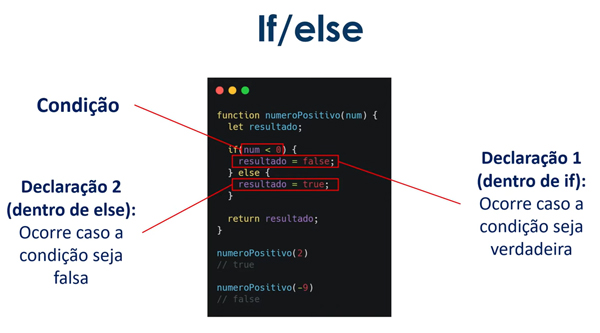 If/else
Condição
function numeroPositivo(num) {
let resultado;
if(num < 0) {
resultado = false;
} else {
resultado = true;
}
return resultado;
}
numeroPositivo(2)
// true
numeroPositivo(-9)
// false
Declaração 1
(dentro de if):
Ocorre caso a
condição seja
verdadeira
Declaração 2
(dentro de else):
Ocorre caso a
condição seja
falsa